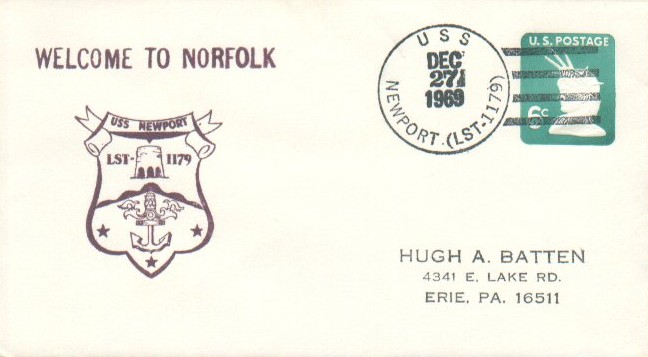 WELCOME TO NORFOLK
USS
DEC
271
1969
NEWPORT (LST-1179)
U.S. POSTAGE
6c
USS NEWPORT
LST- 1179
HUGH A. BATTEN
4341 E. LAKE RD.
ERIE, PA. 16511